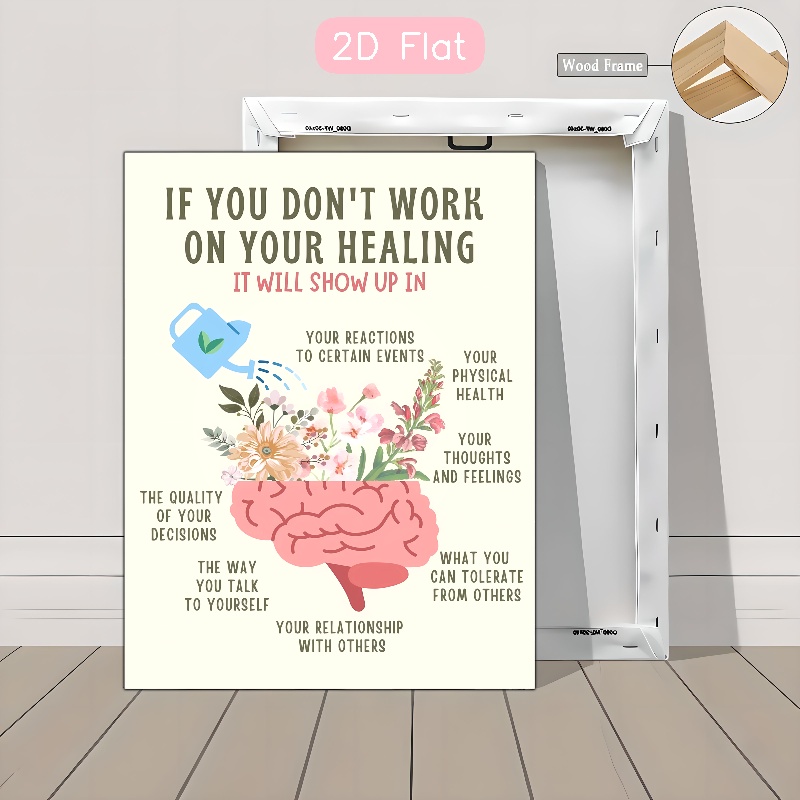 2D Flat
Wood Frame
IF YOU DON'T WORK
ON YOUR HEALING
IT WILL SHOW UP IN
YOUR REACTIONS
TO CERTAIN EVENTS
YOUR
PHYSICAL
HEALTH
YOUR
THOUGHTS
AND FEELINGS
THE QUALITY
OF YOUR
DECISIONS
THE WAY
YOU TALK
TO YOURSELF
WHAT YOU
CAN TOLERATE
FROM OTHERS
YOUR RELATIONSHIP
WITH OTHERS